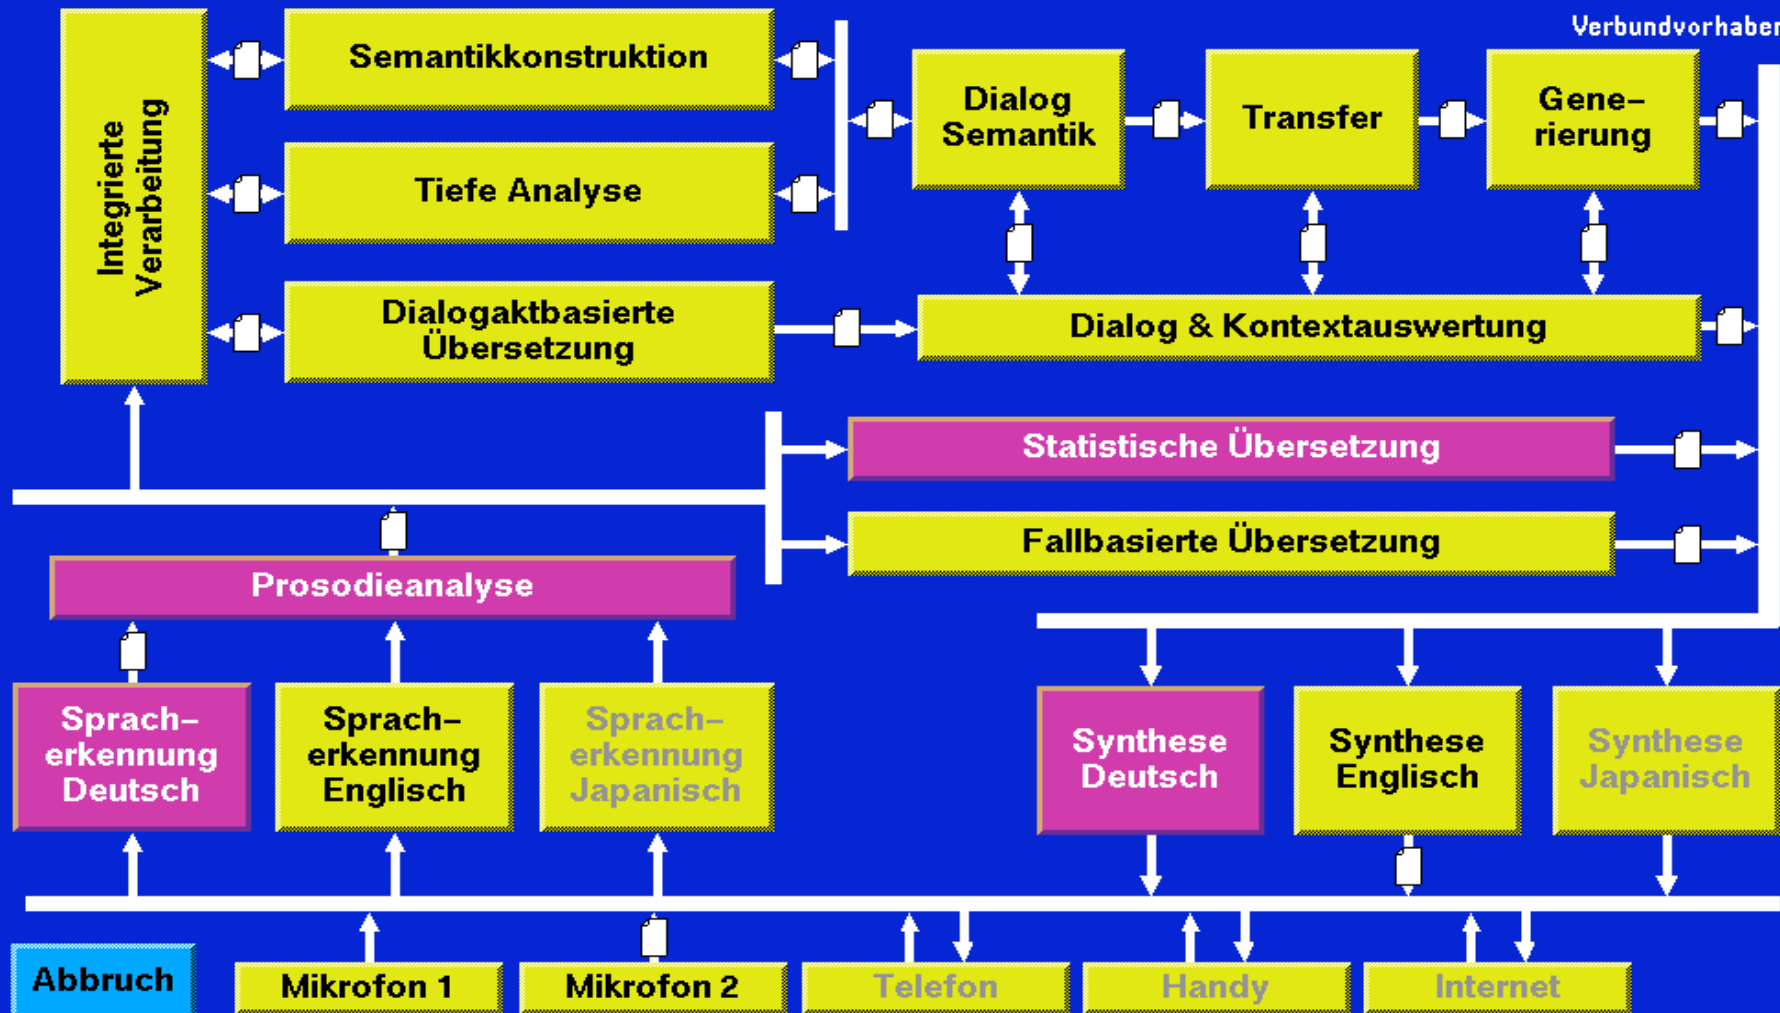 Verbundvorhaben
Integrierte
Verarbeitung
Semantikkonstruktion
Dialog
Semantik
Transfer
Gene–
rierung
Tiefe Analyse
Dialogaktbasierte
Übersetzung
Dialog & Kontextauswertung
Statistische Übersetzung
Fallbasierte Übersetzung
Prosodieanalyse
Sprach–
erkennung
Deutsch
Sprach–
erkennung
Englisch
Sprach–
erkennung
Japanisch
Synthese
Deutsch
Synthese
Englisch
Synthese
Japanisch
Abbruch
Mikrofon 1
Mikrofon 2
Telefon
Handy
Internet